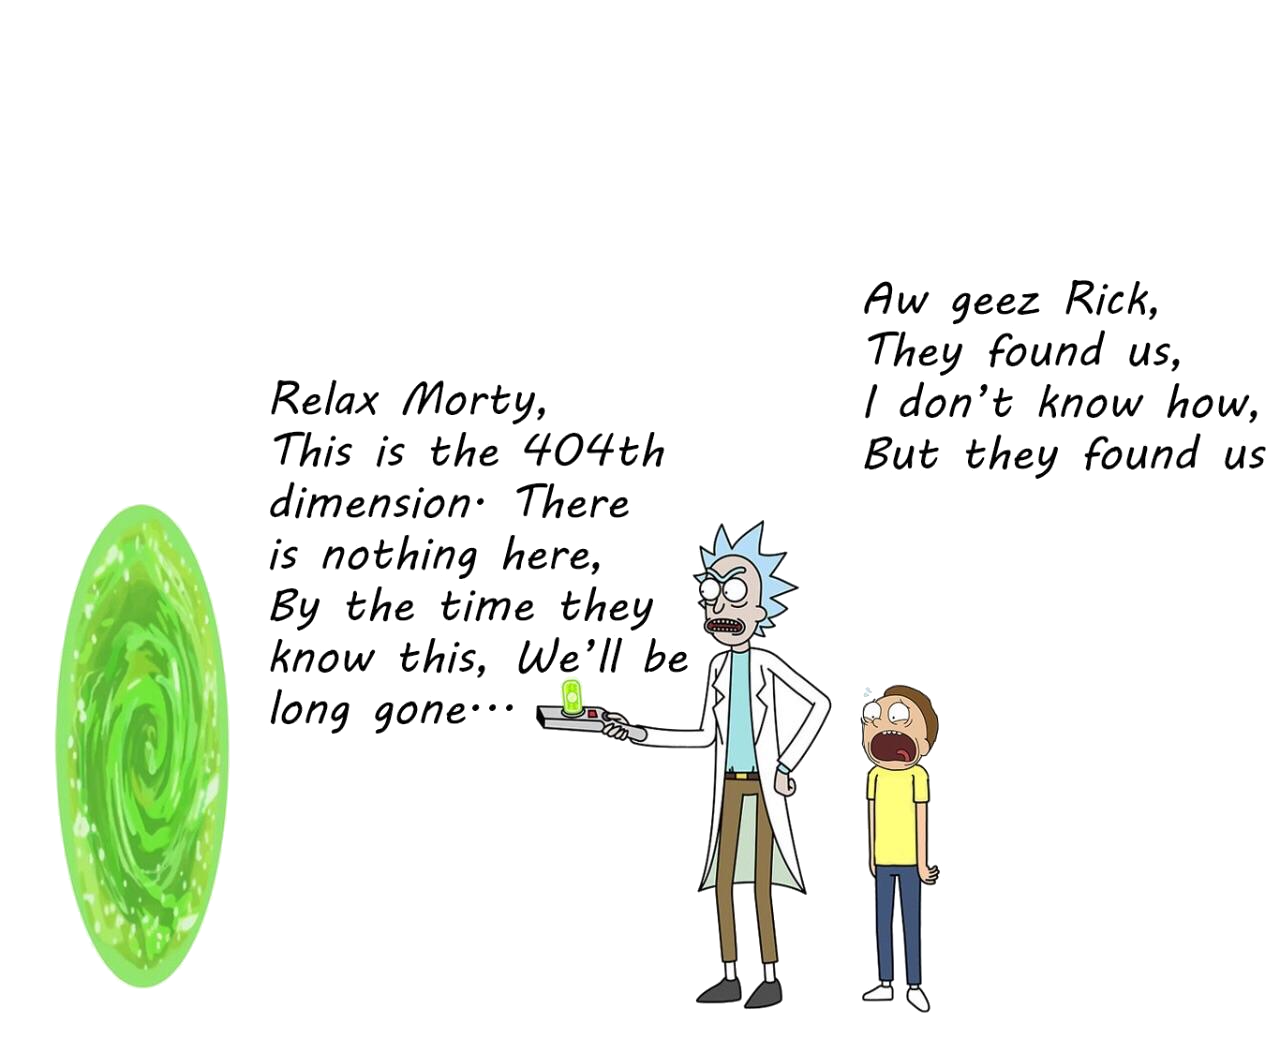 Aw geez Rick,
They found us,
I don't know how,
But they found us
Relax Morty,
This is the 404th
dimension. There
is nothing here,
By the time they
know this, We'll be
long gone...